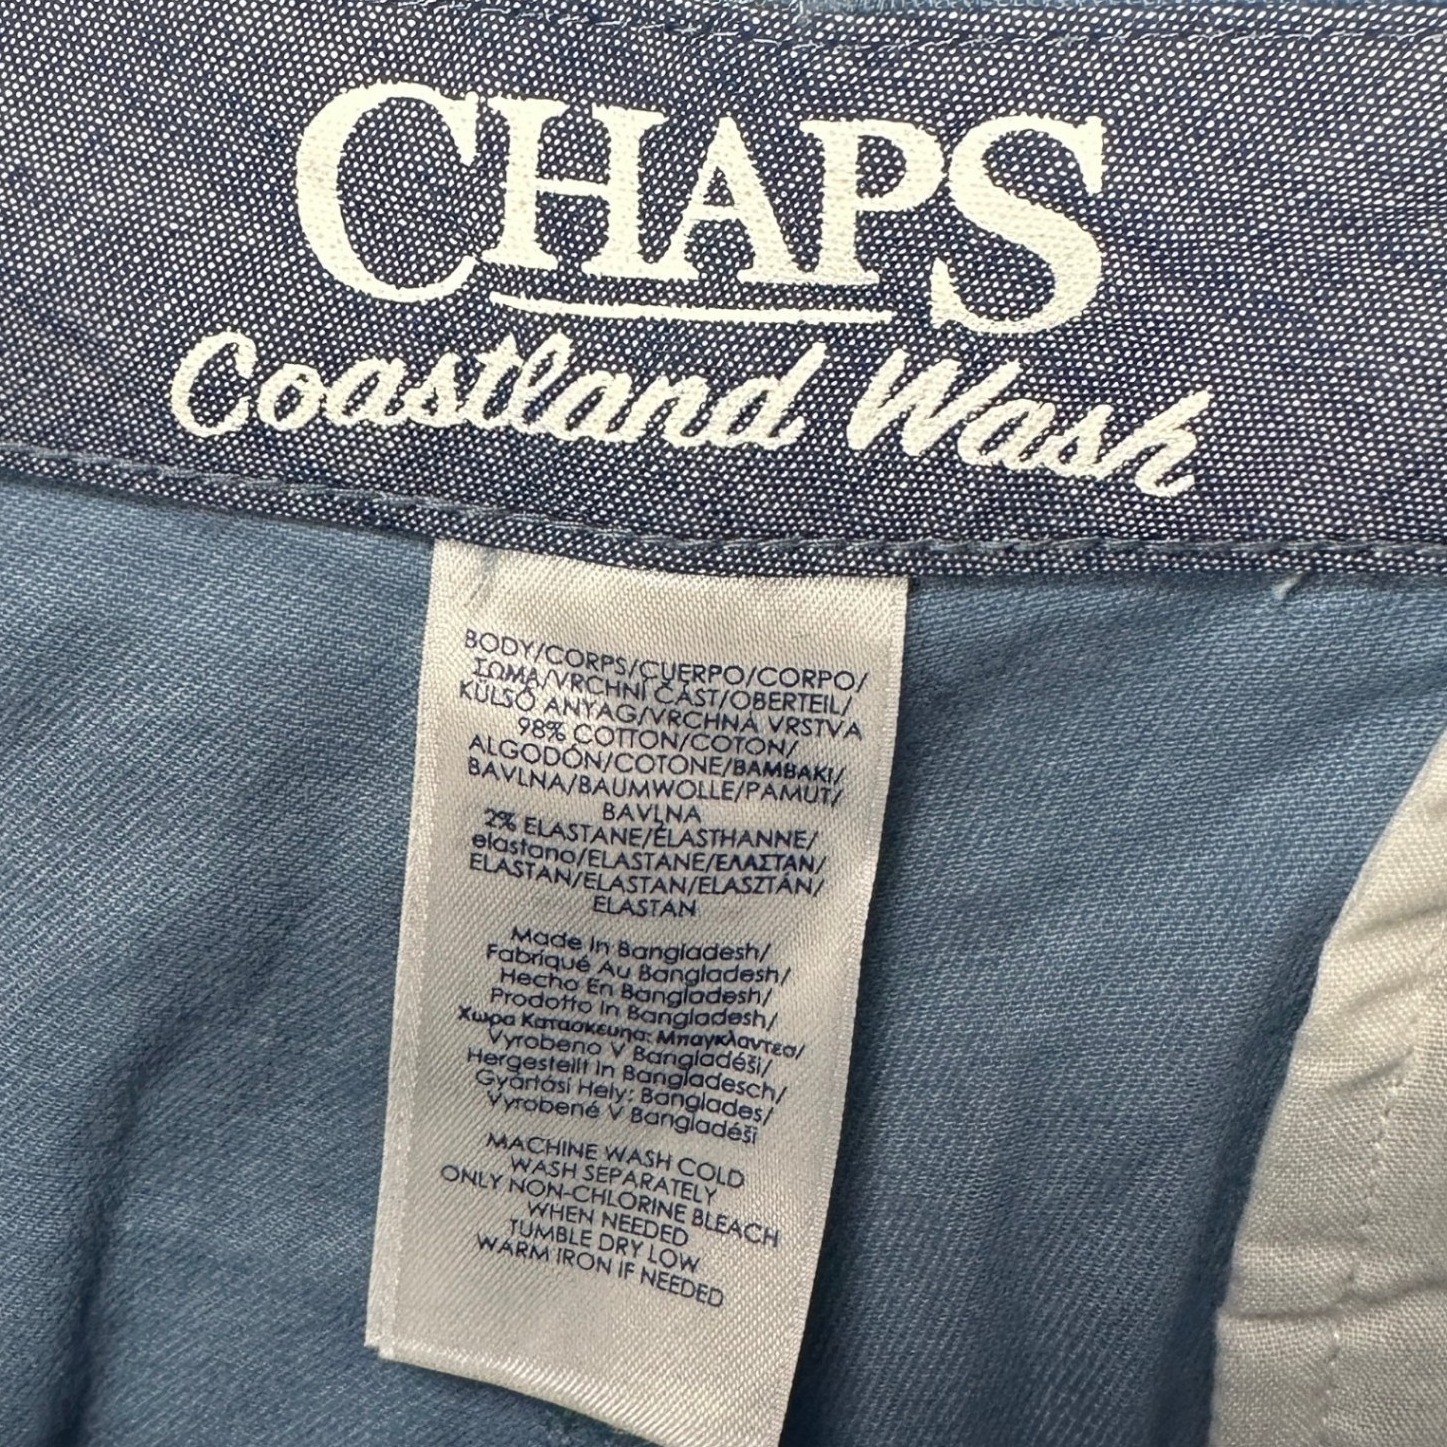 CHAPS
Coastland Wash
BODY/CORPS/CUERPO/CORPO/
ΣΩΜΑ/VRCHNÍ ČÁST/OBERTEIL/
KÜLSŐ ANYAG/VRCHNÁ VRSTVA
98% COTTON/COTON/
ALGODÓN/COTONE/BAMBAKI/
BAVLNA/BAUMWOLLE/PAMUT/
BAVLNA
2% ELASTANE/ÉLASTHANNE/
elastano/ELASTANE/ΕΛΑΣΤΑΝ/
ELASTAN/ELASTAN/ELASZTÁN/
ELASTAN
Made In Bangladesh/
Fabriqué Au Bangladesh/
Hecho En Bangladesh/
Prodotto In Bangladesh/
Χωρα Κατασκευης: Μπαγκλαντεσ/
Vyrobeno V Bangladéši/
Hergestellt In Bangladesch/
Gyártási Hely: Banglades/
Vyrobené V Bangladéši
MACHINE WASH COLD
WASH SEPARATELY
ONLY NON-CHLORINE BLEACH
WHEN NEEDED
TUMBLE DRY LOW
WARM IRON IF NEEDED